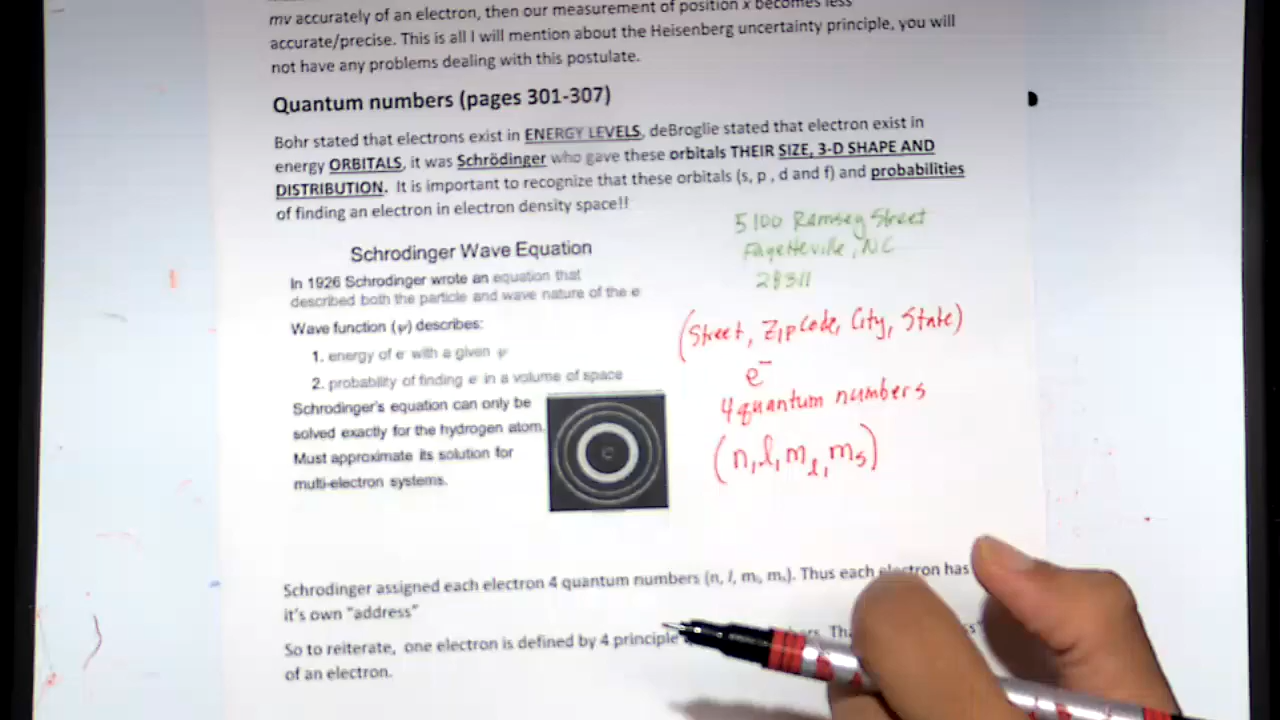 mv accurately of an electron, then our measurement of position x becomes less
accurate/precise. This is all I will mention about the Heisenberg uncertainty principle, you will
not have any problems dealing with this postulate.
Quantum numbers (pages 301-307)
Bohr stated that electrons exist in ENERGY LEVELS, deBroglie stated that electron exist in
energy ORBITALS, it was Schrödinger who gave these orbitals THEIR SIZE, 3-D SHAPE AND
DISTRIBUTION. It is important to recognize that these orbitals (s, p , d and f) and probabilities
of finding an electron in electron density space!!
5100 Ramsey Street
Fayetteville, NC
28311
Schrodinger Wave Equation
In 1926 Schrodinger wrote an equation that
described both the particle and wave nature of the e
Wave function (ψ) describes:
1. energy of e⁻ with a given ψ
2. probability of finding e⁻ in a volume of space
Schrodinger's equation can only be
solved exactly for the hydrogen atom.
Must approximate its solution for
multi-electron systems.
(Street, Zip Code, City, State)
e⁻
4 quantum numbers
(n, l, mₗ, mₛ)
Schrodinger assigned each electron 4 quantum numbers (n, l, mₗ, mₛ). Thus each electron has
it's own "address"
So to reiterate, one electron is defined by 4 principle
of an electron.